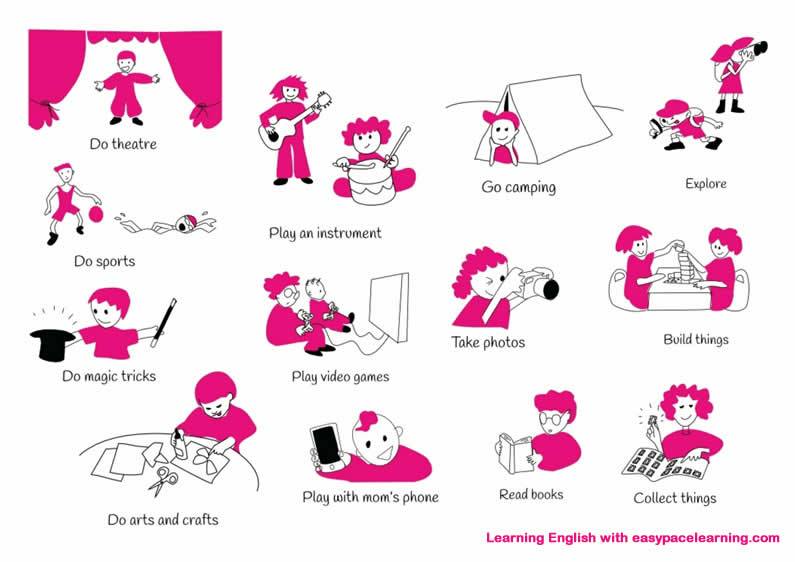 Do theatre
Play an instrument
Go camping
Explore
Do sports
Do magic tricks
Play video games
Take photos
Build things
Do arts and crafts
Play with mom's phone
Read books
Collect things
Learning English with easypacelearning.com